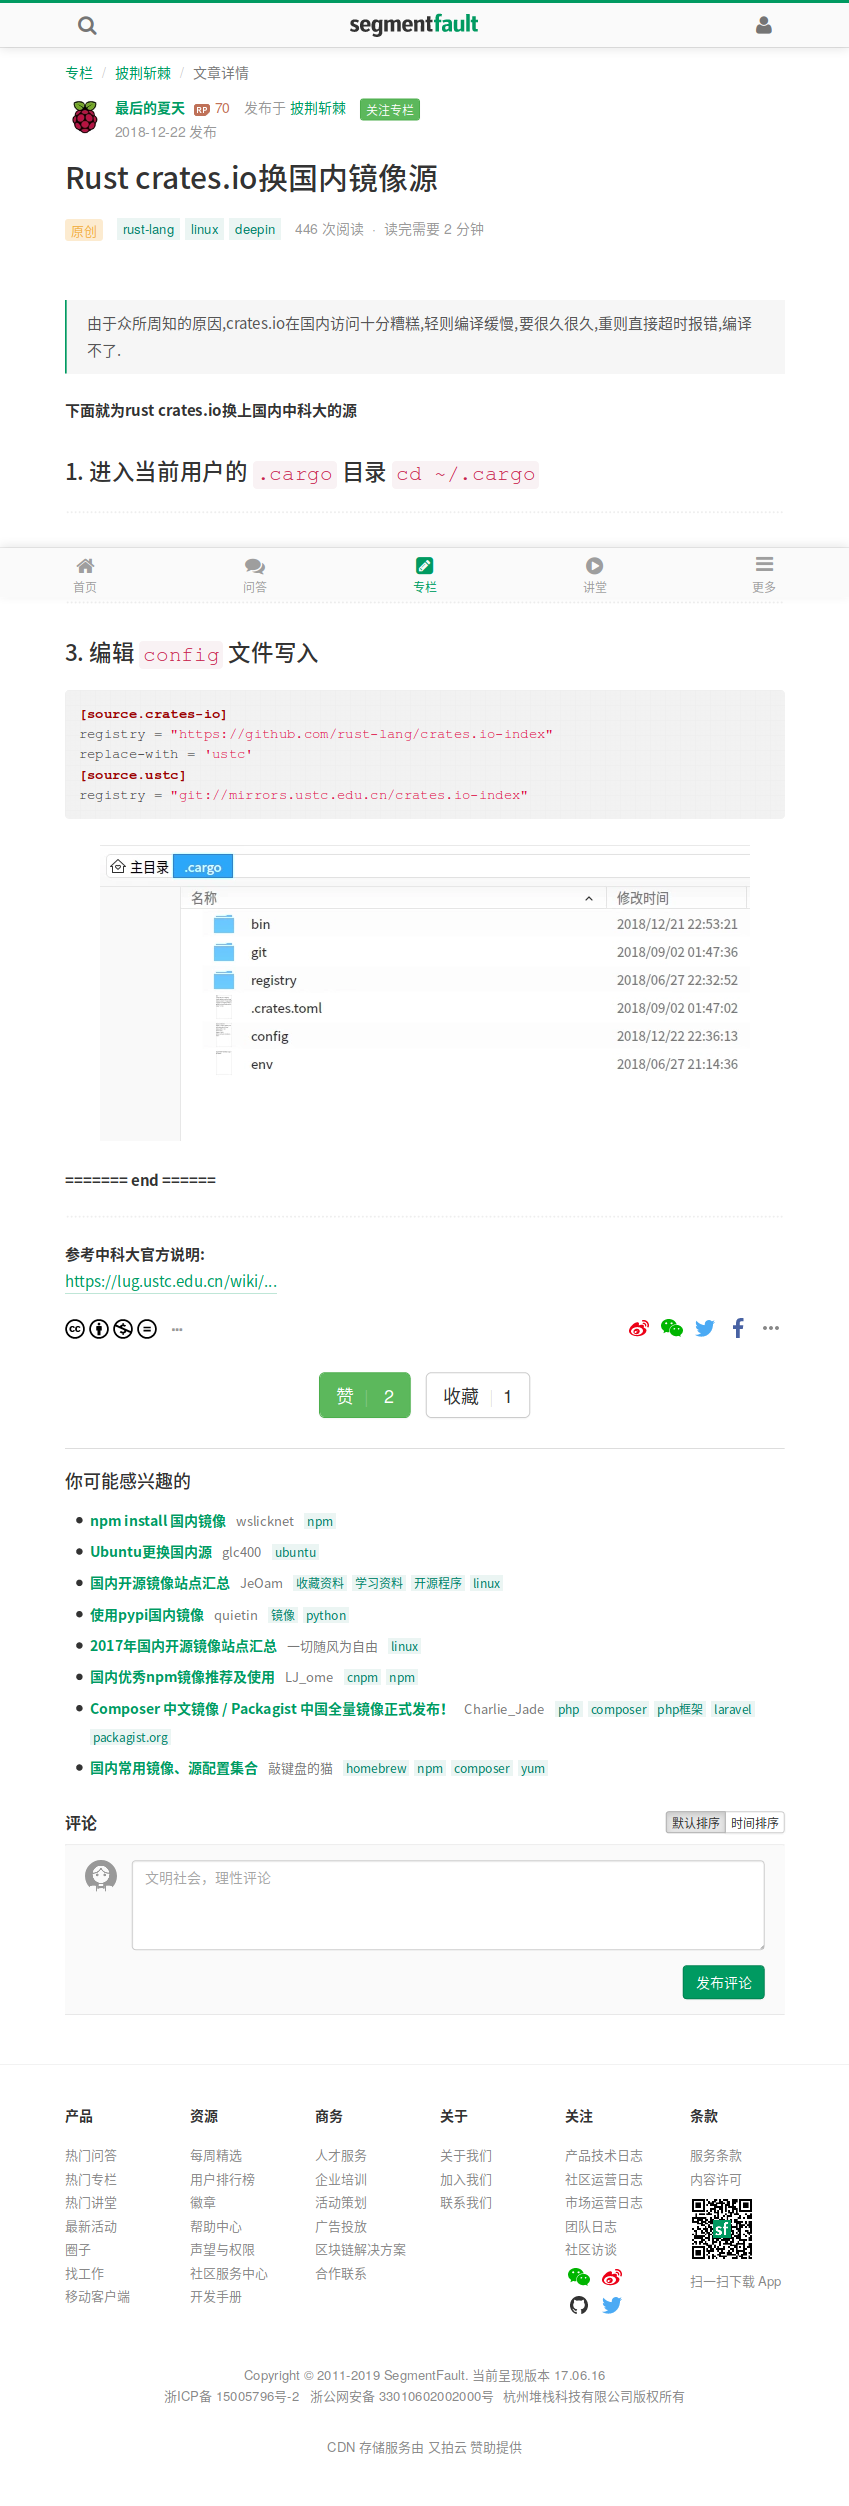 segmentfault
专栏 / 披荆斩棘 / 文章详情
最后的夏天 RP 70 发布于 披荆斩棘 关注专栏
2018-12-22 发布
Rust crates.io换国内镜像源
原创 rust-lang linux deepin 446 次阅读 · 读完需要 2 分钟
由于众所周知的原因,crates.io在国内访问十分糟糕,轻则编译缓慢,要很久很久,重则直接超时报错,编译
不了.
下面就为rust crates.io换上国内中科大的源
1. 进入当前用户的 .cargo 目录 cd ~/.cargo
首页 问答 专栏 讲堂 更多
3. 编辑 config 文件写入
[source.crates-io]
registry = "https://github.com/rust-lang/crates.io-index"
replace-with = 'ustc'
[source.ustc]
registry = "git://mirrors.ustc.edu.cn/crates.io-index"
主目录 .cargo
名称 修改时间
bin 2018/12/21 22:53:21
git 2018/09/02 01:47:36
registry 2018/06/27 22:32:52
.crates.toml 2018/09/02 01:47:02
config 2018/12/22 22:36:13
env 2018/06/27 21:14:36
======= end ======
参考中科大官方说明:
https://lug.ustc.edu.cn/wiki/...
赞 2 收藏 1
你可能感兴趣的
npm install 国内镜像 wslicknet npm
Ubuntu更换国内源 glc400 ubuntu
国内开源镜像站点汇总 JeOam 收藏资料 学习资料 开源程序 linux
使用pypi国内镜像 quietin 镜像 python
2017年国内开源镜像站点汇总 一切随风为自由 linux
国内优秀npm镜像推荐及使用 LJ_ome cnpm npm
Composer 中文镜像 / Packagist 中国全量镜像正式发布！ Charlie_Jade php composer php框架 laravel
packagist.org
国内常用镜像、源配置集合 敲键盘的猫 homebrew npm composer yum
评论 默认排序 时间排序
文明社会，理性评论
发布评论
产品 资源 商务 关于 关注 条款
热门问答 每周精选 人才服务 关于我们 产品技术日志 服务条款
热门专栏 用户排行榜 企业培训 加入我们 社区运营日志 内容许可
热门讲堂 徽章 活动策划 联系我们 市场运营日志
最新活动 帮助中心 广告投放 团队日志 sf
圈子 声望与权限 区块链解决方案 社区访谈
找工作 社区服务中心 合作联系 扫一扫下载 App
移动客户端 开发手册
Copyright © 2011-2019 SegmentFault. 当前呈现版本 17.06.16
浙ICP备 15005796号-2 浙公网安备 33010602002000号 杭州堆栈科技有限公司版权所有
CDN 存储服务由 又拍云 赞助提供